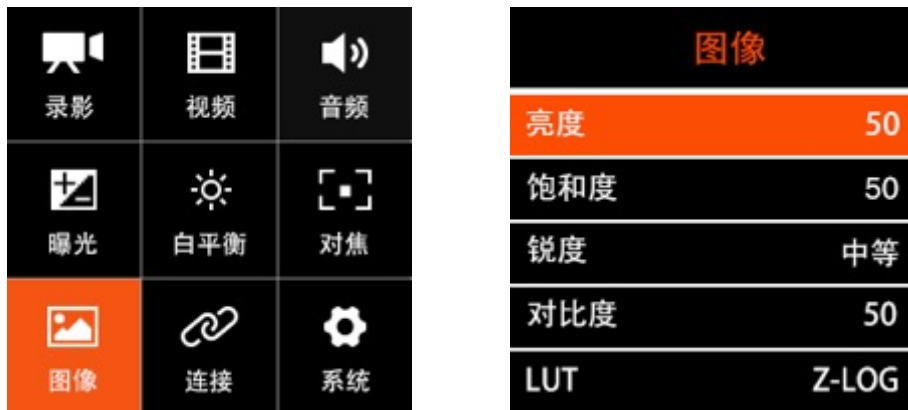 录影 视频 音频
曝光 白平衡 对焦
图像 连接 系统
图像
亮度 50
饱和度 50
锐度 中等
对比度 50
LUT Z-LOG